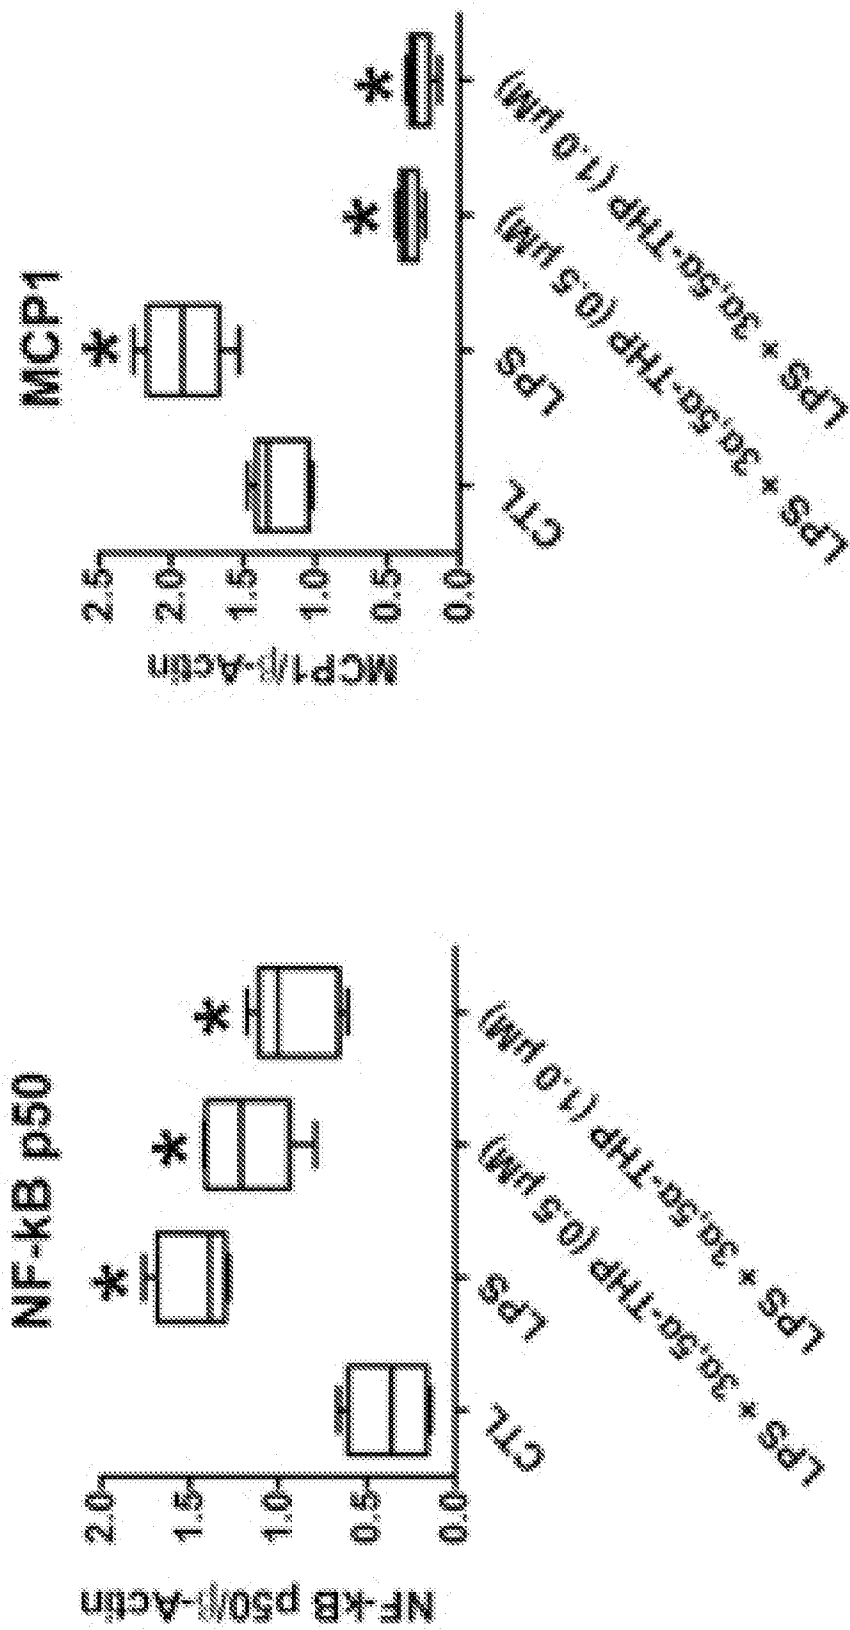 NF-kB p50
NF-kB p50/β-Actin
2.0
1.5
1.0
0.5
0.0
*
*
*
CTL
LPS
LPS + 3α,5α-THP (0.5 µM)
LPS + 3α,5α-THP (1.0 µM)
MCP1
MCP1/β-Actin
2.5
2.0
1.5
1.0
0.5
0.0
*
*
*
CTL
LPS
LPS + 3α,5α-THP (0.5 µM)
LPS + 3α,5α-THP (1.0 µM)